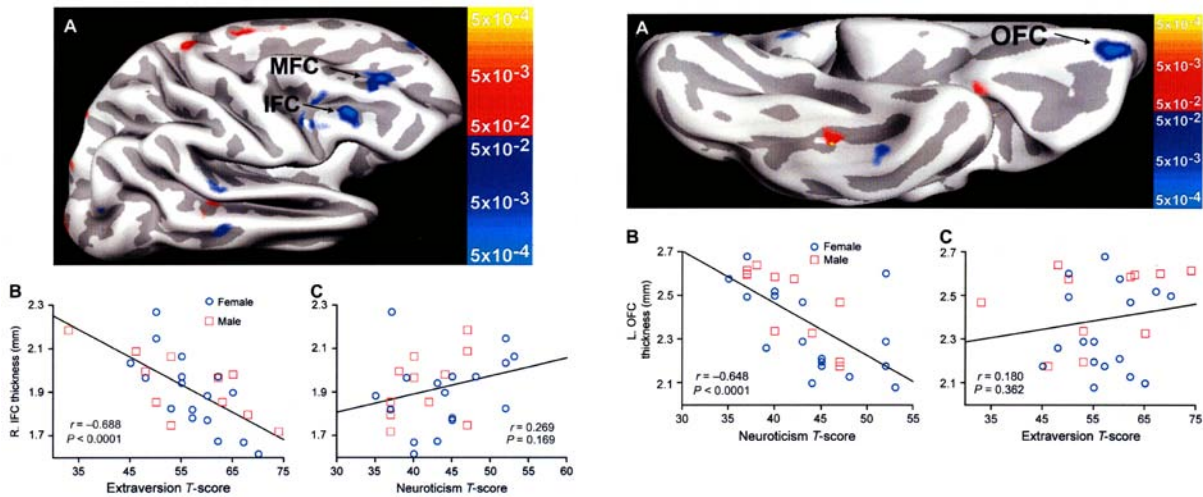 A
MFC
IFC
5x10-4
5x10-3
5x10-2
5x10-2
5x10-3
5x10-4
B
Female
Male
2.3
2.1
1.9
1.7
R. IFC thickness (mm)
r = –0.688
P < 0.0001
35 45 55 65 75
Extraversion T-score
C
2.3
2.1
1.9
1.7
r = 0.269
P = 0.169
30 35 40 45 50 55 60
Neuroticism T-score
A
OFC
5x10-4
5x10-3
5x10-2
5x10-2
5x10-3
5x10-4
B
Female
Male
2.7
2.5
2.3
2.1
L. OFC
thickness (mm)
r = –0.648
P < 0.0001
30 35 40 45 50 55
Neuroticism T-score
C
2.7
2.5
2.3
2.1
r = 0.180
P = 0.362
45 50 55 60 65 70 75
Extraversion T-score